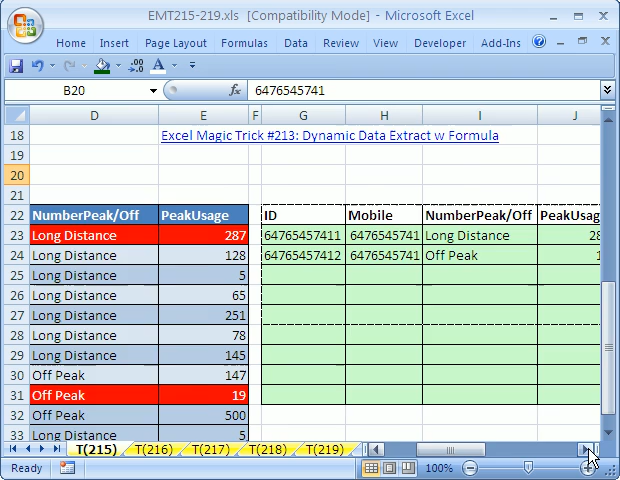 EMT215-219.xls [Compatibility Mode] - Microsoft Excel
Home Insert Page Layout Formulas Data Review View Developer Add-Ins
B20 fx 6476545741
D E F G H I J
18 Excel Magic Trick #213: Dynamic Data Extract w Formula
19
20
21
22 NumberPeak/Off PeakUsage ID Mobile NumberPeak/Off PeakUsag
23 Long Distance 287 64765457411 6476545741 Long Distance 28
24 Long Distance 128 64765457412 6476545741 Off Peak 1
25 Long Distance 5
26 Long Distance 65
27 Long Distance 251
28 Long Distance 78
29 Long Distance 145
30 Off Peak 147
31 Off Peak 19
32 Off Peak 500
33 Long Distance 5
T(215) T(216) T(217) T(218) T(219)
Ready 100%